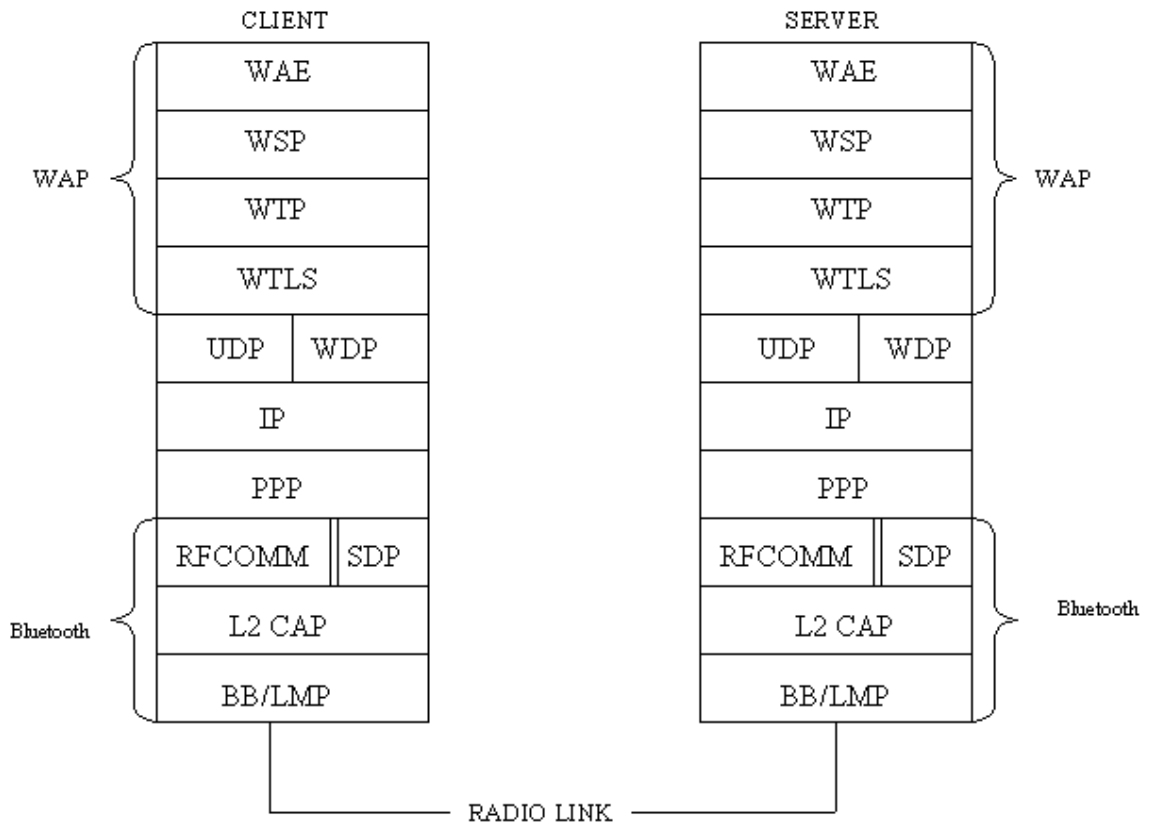 CLIENT SERVER
WAE WAE
WSP WSP
WAP WAP
WTP WTP
WTLS WTLS
UDP WDP UDP WDP
IP IP
PPP PPP
RFCOMM SDP RFCOMM SDP
Bluetooth L2 CAP L2 CAP Bluetooth
BB/LMP BB/LMP
RADIO LINK